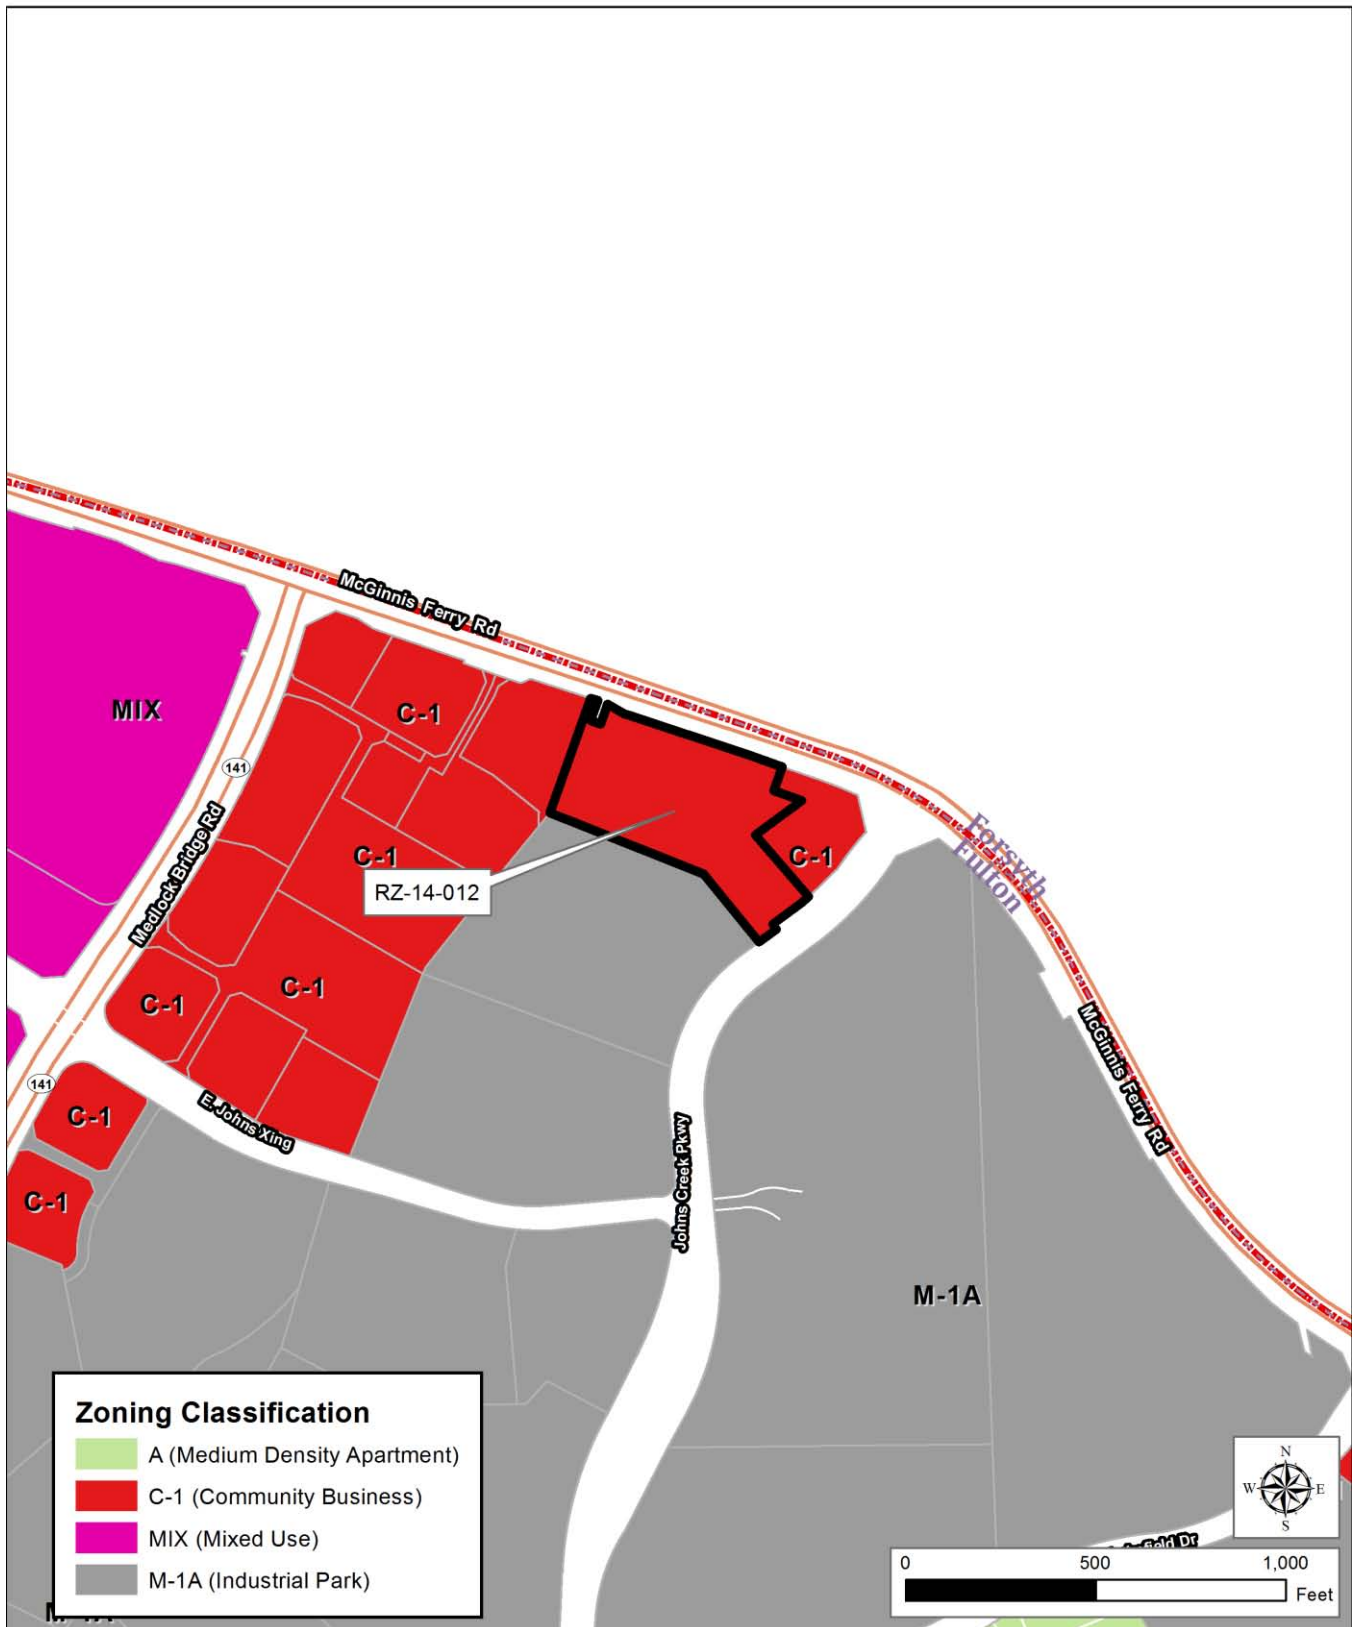 McGinnis Ferry Rd
MIX
C-1
141
Medlock Bridge Rd
C-1
RZ-14-012
C-1
Forsyth
Fulton
C-1
C-1
McGinnis Ferry Rd
141
C-1
E. Johns Xing
C-1
Johns Creek Pkwy
M-1A
Zoning Classification
A (Medium Density Apartment)
C-1 (Community Business)
MIX (Mixed Use)
M-1A (Industrial Park)
N
W E
S
Dr
0 500 1,000
Feet